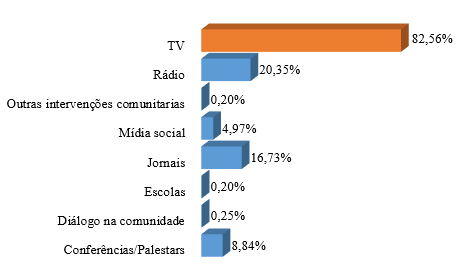 TV 82,56%
Rádio 20,35%
Outras intervenções comunitarias 0,20%
Mídia social 4,97%
Jornais 16,73%
Escolas 0,20%
Diálogo na comunidade 0,25%
Conferências/Palestars 8,84%